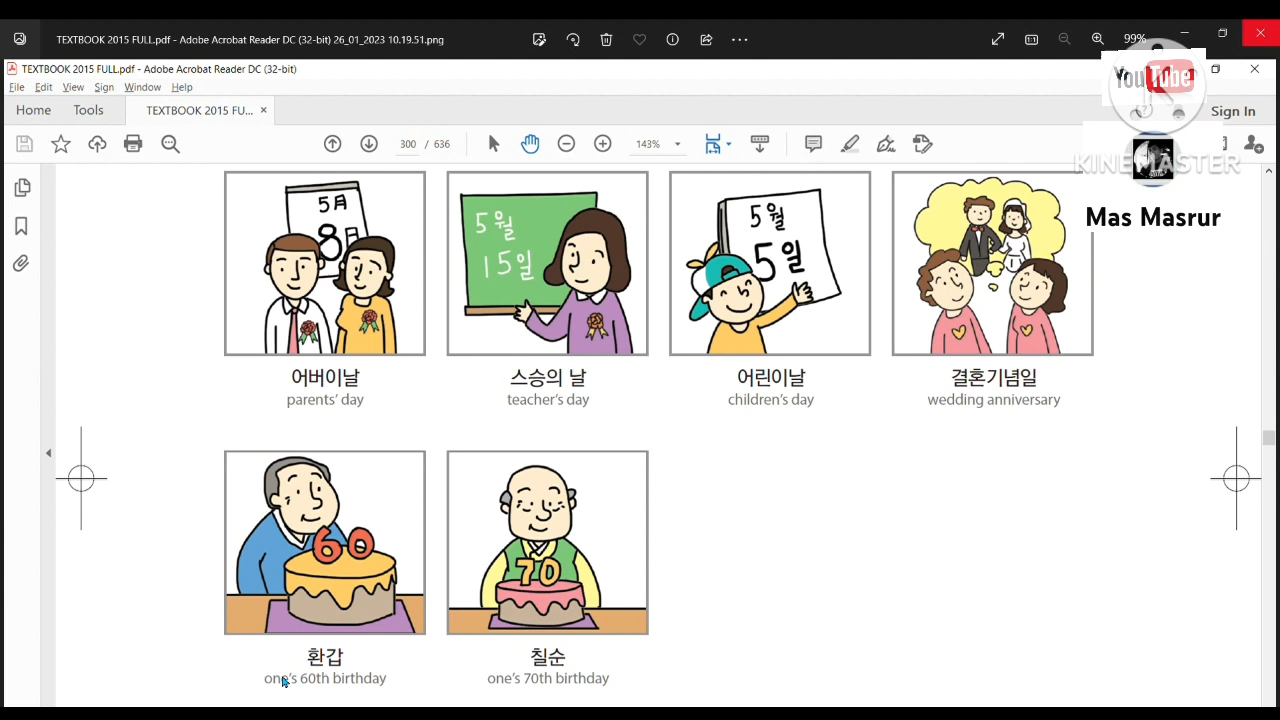 TEXTBOOK 2015 FULL.pdf - Adobe Acrobat Reader DC (32-bit) 26_01_2023 10.19.51.png
99%
TEXTBOOK 2015 FULL.pdf - Adobe Acrobat Reader DC (32-bit)
File Edit View Sign Window Help
YouTube
Home Tools TEXTBOOK 2015 FU... Sign In
300 / 636 143%
KINEMASTER
Mas Masrur
5月
8日
5월
15일
5월
5일
어버이날 스승의 날 어린이날 결혼기념일
parents' day teacher's day children's day wedding anniversary
60 70
환갑 칠순
one's 60th birthday one's 70th birthday